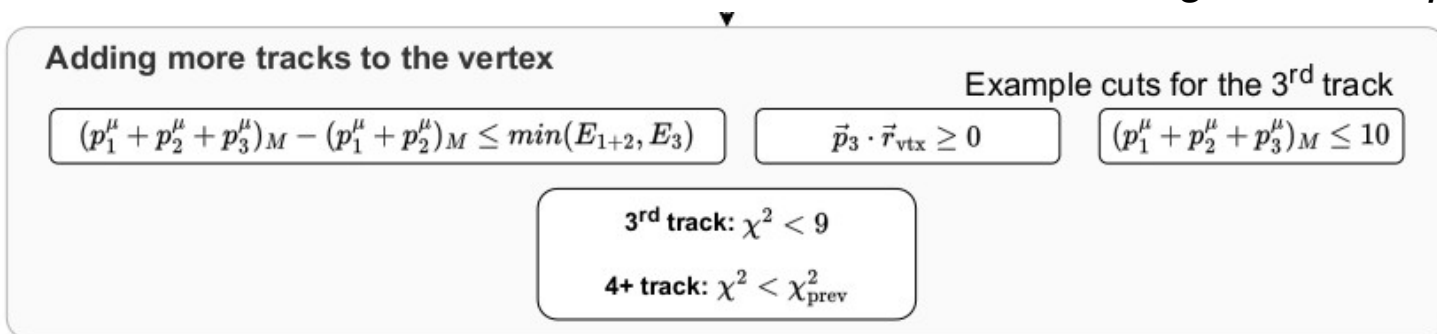 Adding more tracks to the vertex
Example cuts for the 3rd track
(p₁^μ + p₂^μ + p₃^μ)_M − (p₁^μ + p₂^μ)_M ≤ min(E₁₊₂, E₃)
p⃗₃ · r⃗_vtx ≥ 0
(p₁^μ + p₂^μ + p₃^μ)_M ≤ 10
3rd track: χ² < 9
4+ track: χ² < χ²_prev